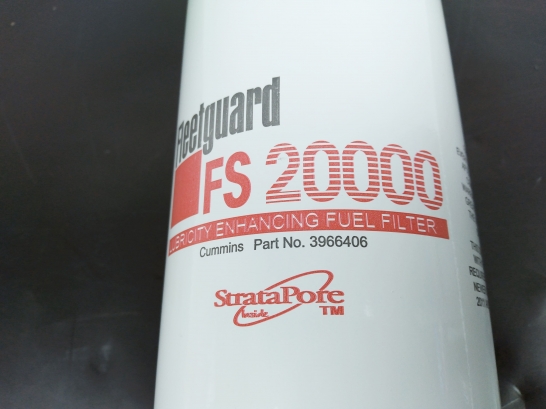 Fleetguard
FS 20000
LUBRICITY ENHANCING FUEL FILTER
Cummins Part No. 3966406
StrataPore
Inside
TM